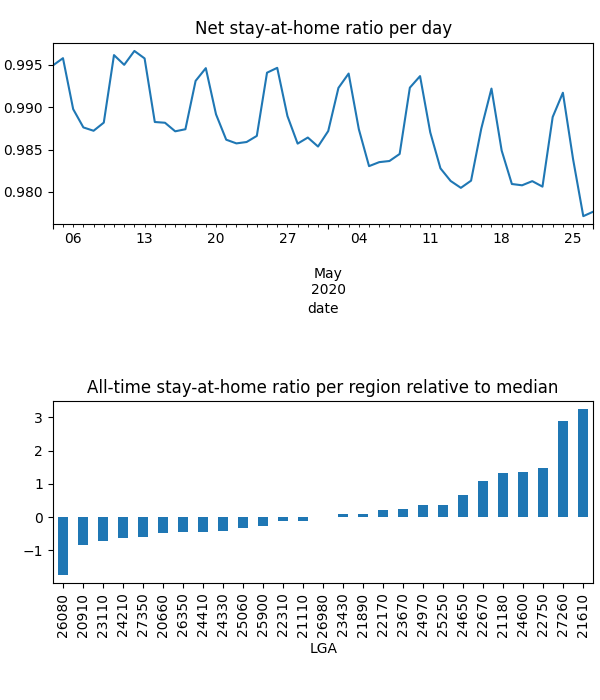 Net stay-at-home ratio per day
0.995
0.990
0.985
0.980
06 13 20 27 04 11 18 25
May
2020
date
All-time stay-at-home ratio per region relative to median
3
2
1
0
−1
26080 20910 23110 24210 27350 20660 26350 24410 24330 25060 25900 22310 21110 26980 23430 21890 22170 23670 24970 25250 24650 22670 21180 24600 22750 27260 21610
LGA